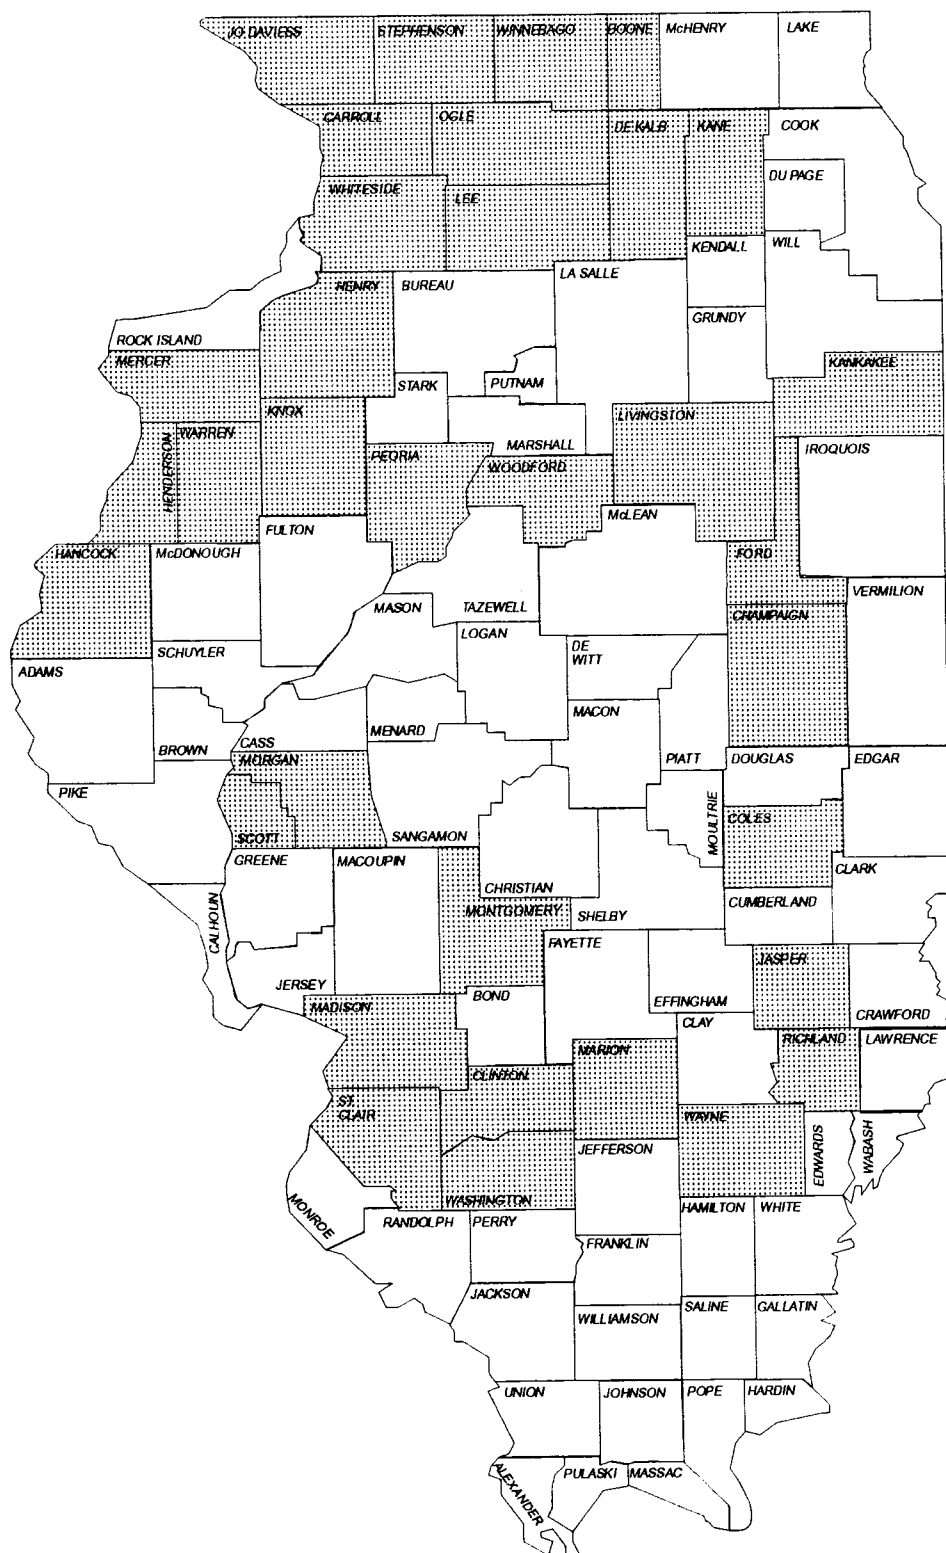 JO DAVIESS
STEPHENSON
WINNEBAGO
BOONE
McHENRY
LAKE
CARROLL
OGLE
DE KALB
KANE
COOK
DU PAGE
WHITESIDE
LEE
KENDALL
WILL
LA SALLE
HENRY
BUREAU
GRUNDY
ROCK ISLAND
MERCER
KANKAKEE
STARK
PUTNAM
KNOX
LIVINGSTON
HENDERSON
WARREN
PEORIA
MARSHALL
IROQUOIS
WOODFORD
McLEAN
FULTON
HANCOCK
McDONOUGH
FORD
VERMILION
MASON
TAZEWELL
CHAMPAIGN
LOGAN
SCHUYLER
DE
WITT
ADAMS
MACON
BROWN
CASS
MENARD
PIATT
DOUGLAS
EDGAR
MORGAN
PIKE
MOULTRIE
COLES
SCOTT
SANGAMON
GREENE
MACOUPIN
CLARK
CHRISTIAN
CUMBERLAND
CALHOUN
MONTGOMERY
SHELBY
FAYETTE
JASPER
JERSEY
BOND
EFFINGHAM
CRAWFORD
MADISON
CLAY
RICHLAND
LAWRENCE
MARION
CLINTON
ST.
CLAIR
WAYNE
EDWARDS
WABASH
JEFFERSON
MONROE
WASHINGTON
RANDOLPH
PERRY
HAMILTON
WHITE
FRANKLIN
JACKSON
WILLIAMSON
SALINE
GALLATIN
UNION
JOHNSON
POPE
HARDIN
ALEXANDER
PULASKI
MASSAC